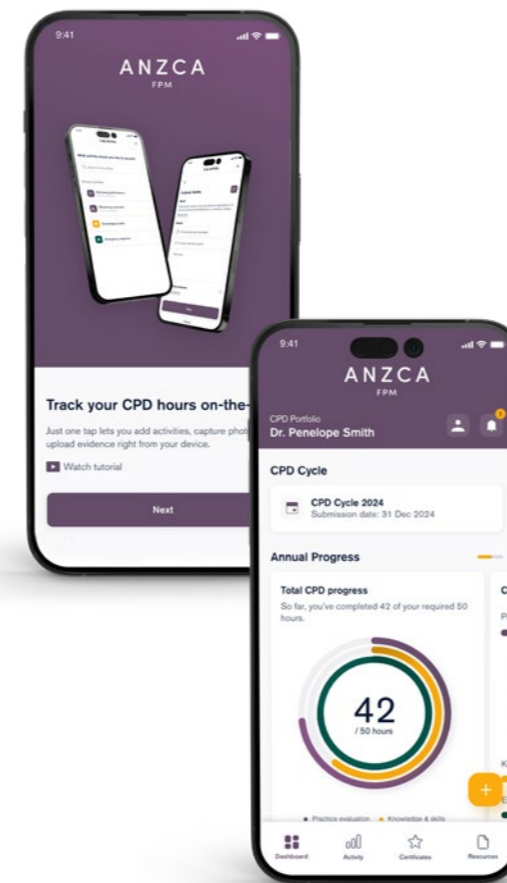 9:41
ANZCA
FPM
Track your CPD hours on-the-
Just one tap lets you add activities, capture phot
upload evidence right from your device.
Watch tutorial
Next
9:41
ANZCA
FPM
CPD Portfolio
Dr. Penelope Smith
1
CPD Cycle
CPD Cycle 2024
Submission date: 31 Dec 2024
Annual Progress
Total CPD progress
So far, you've completed 42 of your required 50
hours.
42
/ 50 hours
Practice evaluation Knowledge & skills
Dashboard Activity Certificates Resources